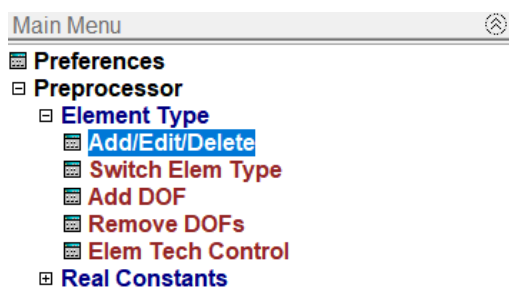 Main Menu
Preferences
Preprocessor
Element Type
Add/Edit/Delete
Switch Elem Type
Add DOF
Remove DOFs
Elem Tech Control
Real Constants